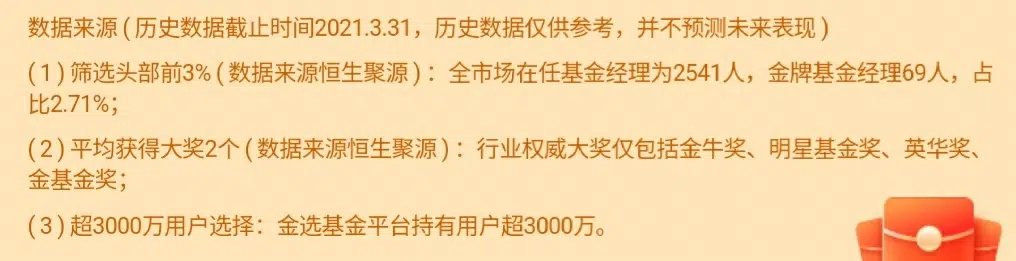 数据来源（历史数据截止时间2021.3.31，历史数据仅供参考，并不预测未来表现）
（1）筛选头部前3%（数据来源恒生聚源）：全市场在任基金经理为2541人，金牌基金经理69人，占
比2.71%；
（2）平均获得大奖2个（数据来源恒生聚源）：行业权威大奖仅包括金牛奖、明星基金奖、英华奖、
金基金奖；
（3）超3000万用户选择：金选基金平台持有用户超3000万。